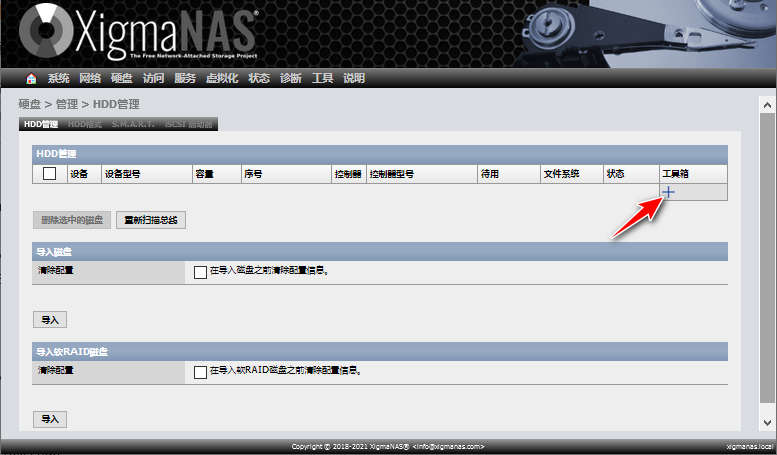 XigmaNAS®
The Free Network-Attached Storage Project
系统 网络 硬盘 访问 服务 虚拟化 状态 诊断 工具 说明
硬盘 > 管理 > HDD管理
HDD管理 HDD格式 S.M.A.R.T. iSCSI 启动器
HDD管理
设备 设备型号 容量 序号 控制器 控制器型号 待用 文件系统 状态 工具箱
删除选中的磁盘 重新扫描总线
导入磁盘
清除配置 在导入磁盘之前清除配置信息。
导入
导入软RAID磁盘
清除配置 在导入软RAID磁盘之前清除配置信息。
导入
Copyright © 2018-2021 XigmaNAS® <info@xigmanas.com> xigmanas.local